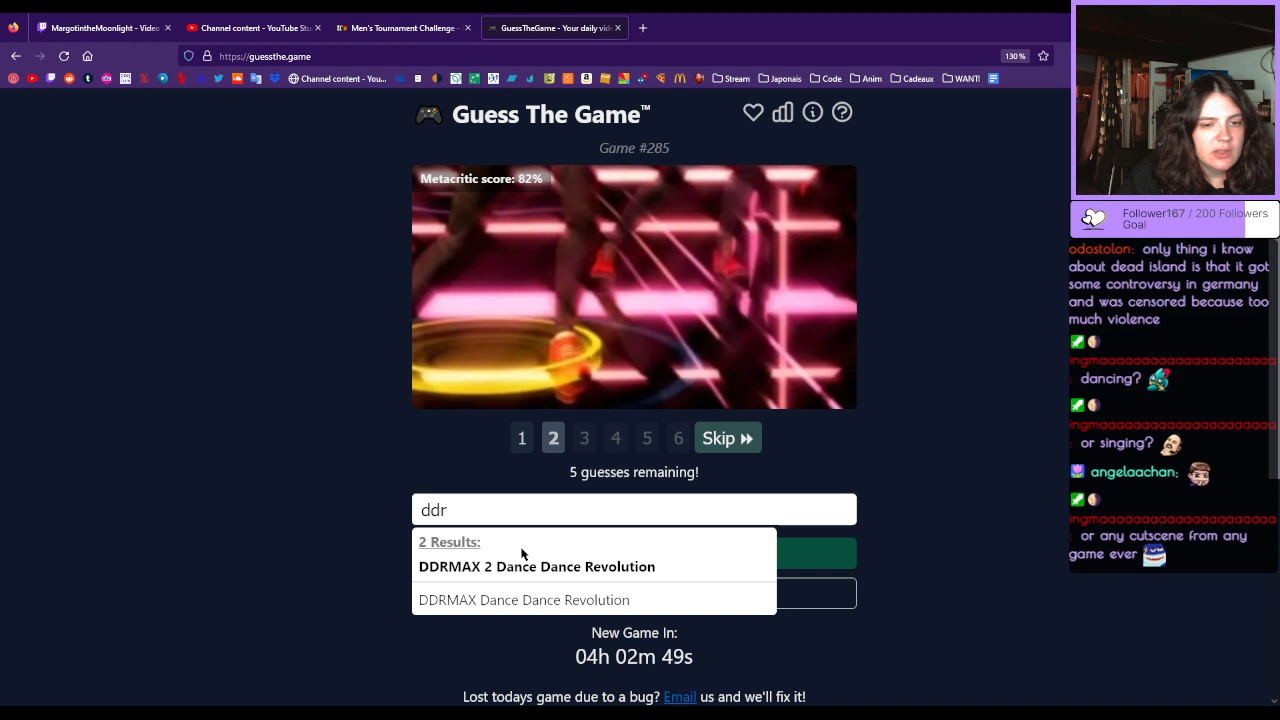 MargotintheMoonlight - Video
Channel content - YouTube Stu
Men's Tournament Challenge -
GuessTheGame - Your daily vide
https://guessthe.game
130%
Channel content - You...
Stream
Japonais
Code
Anim
Cadeaux
WANT!
Guess The Game™
Game #285
Metacritic score: 82%
1 2 3 4 5 6 Skip
5 guesses remaining!
ddr
2 Results:
DDRMAX 2 Dance Dance Revolution
DDRMAX Dance Dance Revolution
New Game In:
04h 02m 49s
Lost todays game due to a bug? Email us and we'll fix it!
Follower167 / 200 Followers
Goal
odostolon: only thing i know
about dead island is that it got
some controversy in germany
and was censored because too
much violence
: dancing?
: or singing?
angelaachan:
: or any cutscene from any
game ever